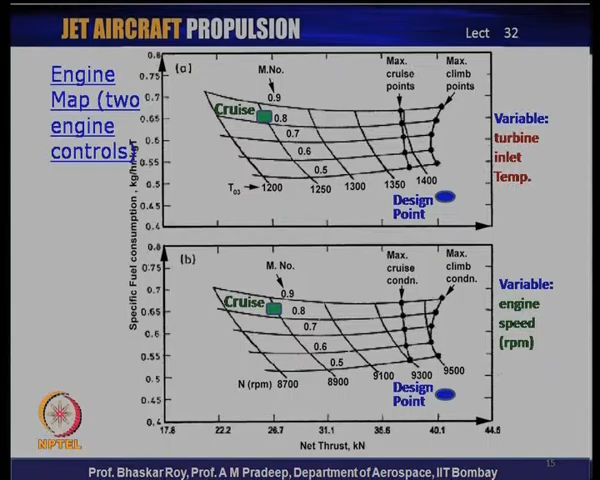 JET AIRCRAFT PROPULSION
Lect 32
Engine
Map (two
engine
controls)
Specific Fuel consumption, kg/hr/kgT
0.8
0.75
0.7
0.65
0.6
0.55
0.5
0.4
(a)
M.No.
0.9
0.8
0.7
0.6
0.5
Cruise
Max.
cruise
points
Max.
climb
points
T03
1200
1250
1300
1350
1400
Design
Point
Variable:
turbine
inlet
Temp.
0.8
0.75
0.7
0.65
0.6
0.55
0.5
0.4
(b)
M. No.
0.9
0.8
0.7
0.6
0.5
Cruise
Max.
cruise
condn.
Max.
climb
condn.
N (rpm)
8700
8900
9100
9300
9500
Design
Point
Variable:
engine
speed
(rpm)
17.8
22.2
26.7
31.1
35.6
40.1
44.5
Net Thrust, kN
NPTEL
15
Prof. Bhaskar Roy, Prof. A M Pradeep, Department of Aerospace, IIT Bombay